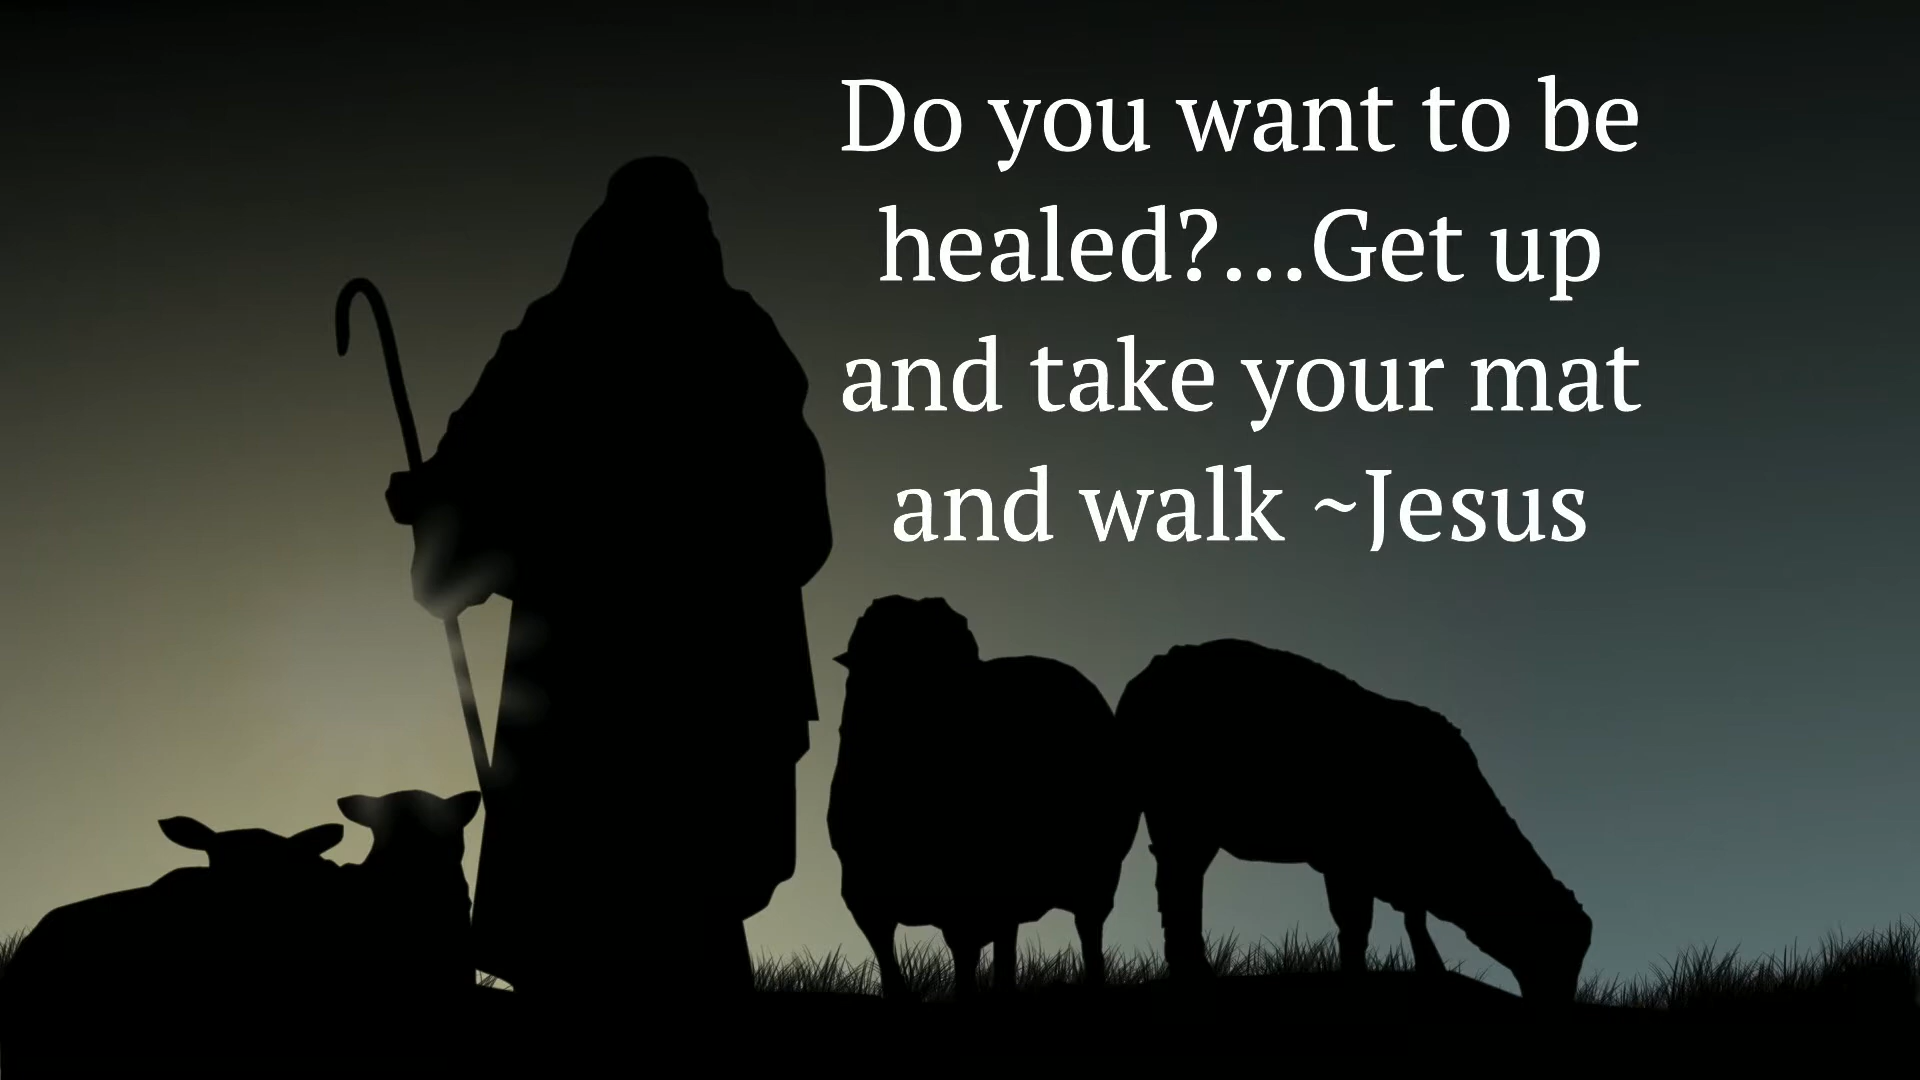 Do you want to be
healed?...Get up
and take your mat
and walk ~Jesus